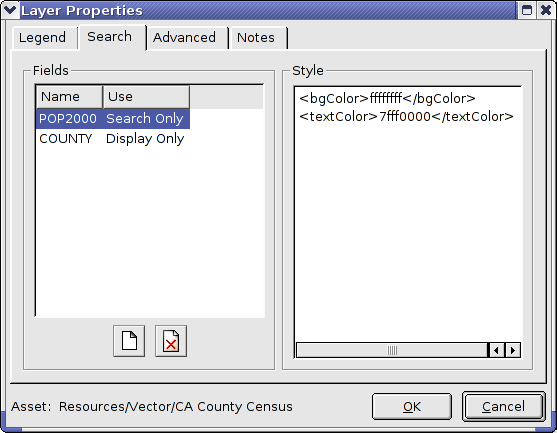 Layer Properties
Legend Search Advanced Notes
Fields
Name Use
POP2000 Search Only
COUNTY Display Only
Style
<bgColor>ffffffff</bgColor>
<textColor>7fff0000</textColor>
Asset: Resources/Vector/CA County Census
OK Cancel